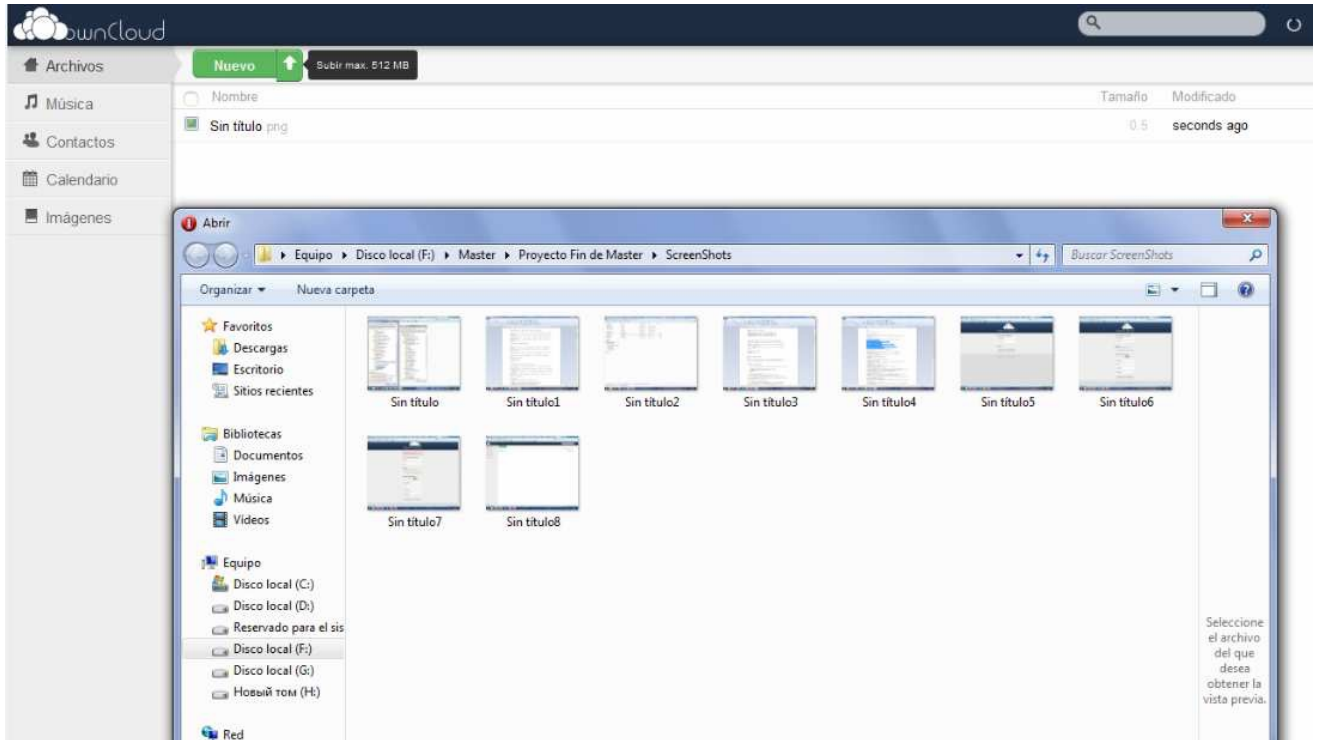 ownCloud
Archivos
Nuevo
Subir max. 512 MB
Música
Nombre
Tamaño
Modificado
Sin título png
0.5
seconds ago
Contactos
Calendario
Imágenes
Abrir
Equipo
Disco local (F:)
Master
Proyecto Fin de Master
ScreenShots
Buscar ScreenShots
Organizar
Nueva carpeta
Favoritos
Descargas
Escritorio
Sitios recientes
Bibliotecas
Documentos
Imágenes
Música
Vídeos
Equipo
Disco local (C:)
Disco local (D:)
Reservado para el sis
Disco local (F:)
Disco local (G:)
Новый том (H:)
Red
Sin título
Sin título1
Sin título2
Sin título3
Sin título4
Sin título5
Sin título6
Sin título7
Sin título8
Seleccione
el archivo
del que
desea
obtener la
vista previa.